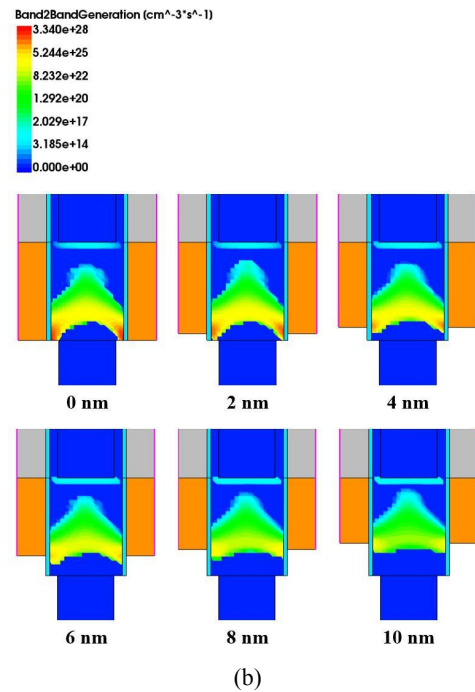 Band2BandGeneration (cm^-3*s^-1)
3.340e+28
5.244e+25
8.232e+22
1.292e+20
2.029e+17
3.185e+14
0.000e+00
0 nm 2 nm 4 nm
6 nm 8 nm 10 nm
(b)